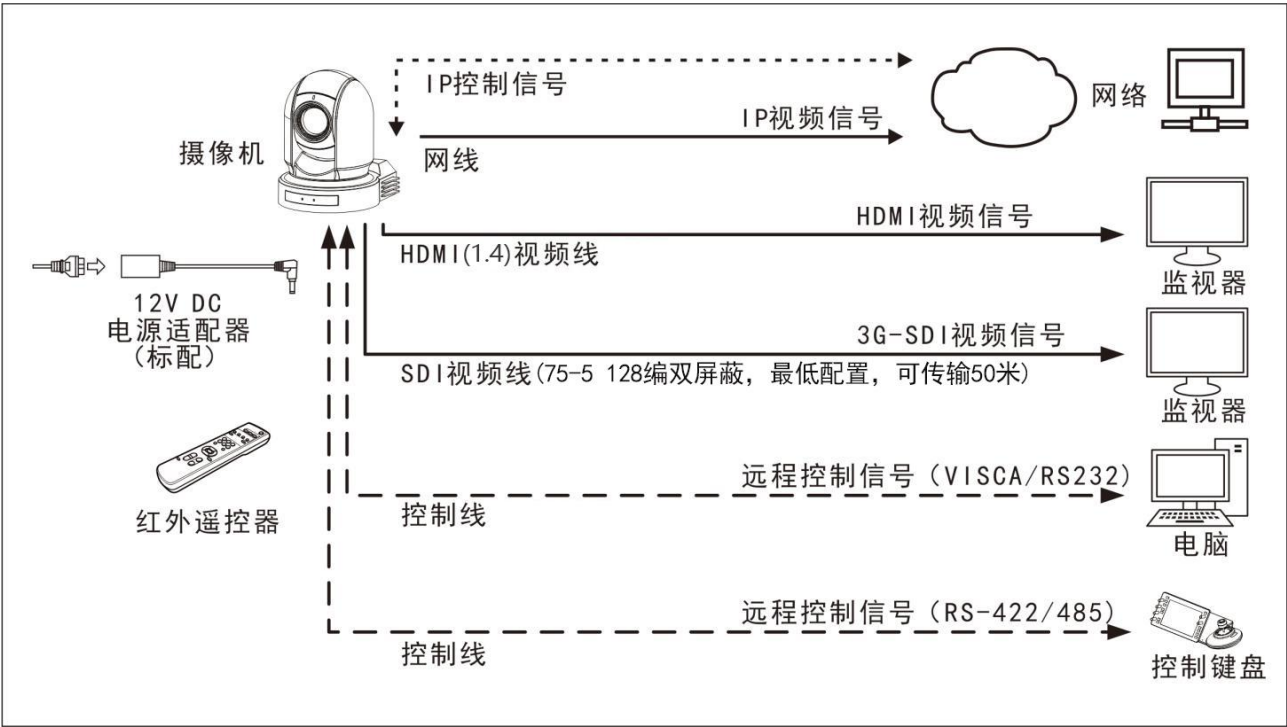 IP控制信号
网络
IP视频信号
摄像机
网线
HDMI视频信号
HDMI(1.4)视频线
监视器
12V DC
电源适配器
(标配)
3G-SDI视频信号
SDI视频线(75-5 128编双屏蔽，最低配置，可传输50米)
监视器
远程控制信号（VISCA/RS232)
控制线
红外遥控器
电脑
远程控制信号（RS-422/485)
控制线
控制键盘